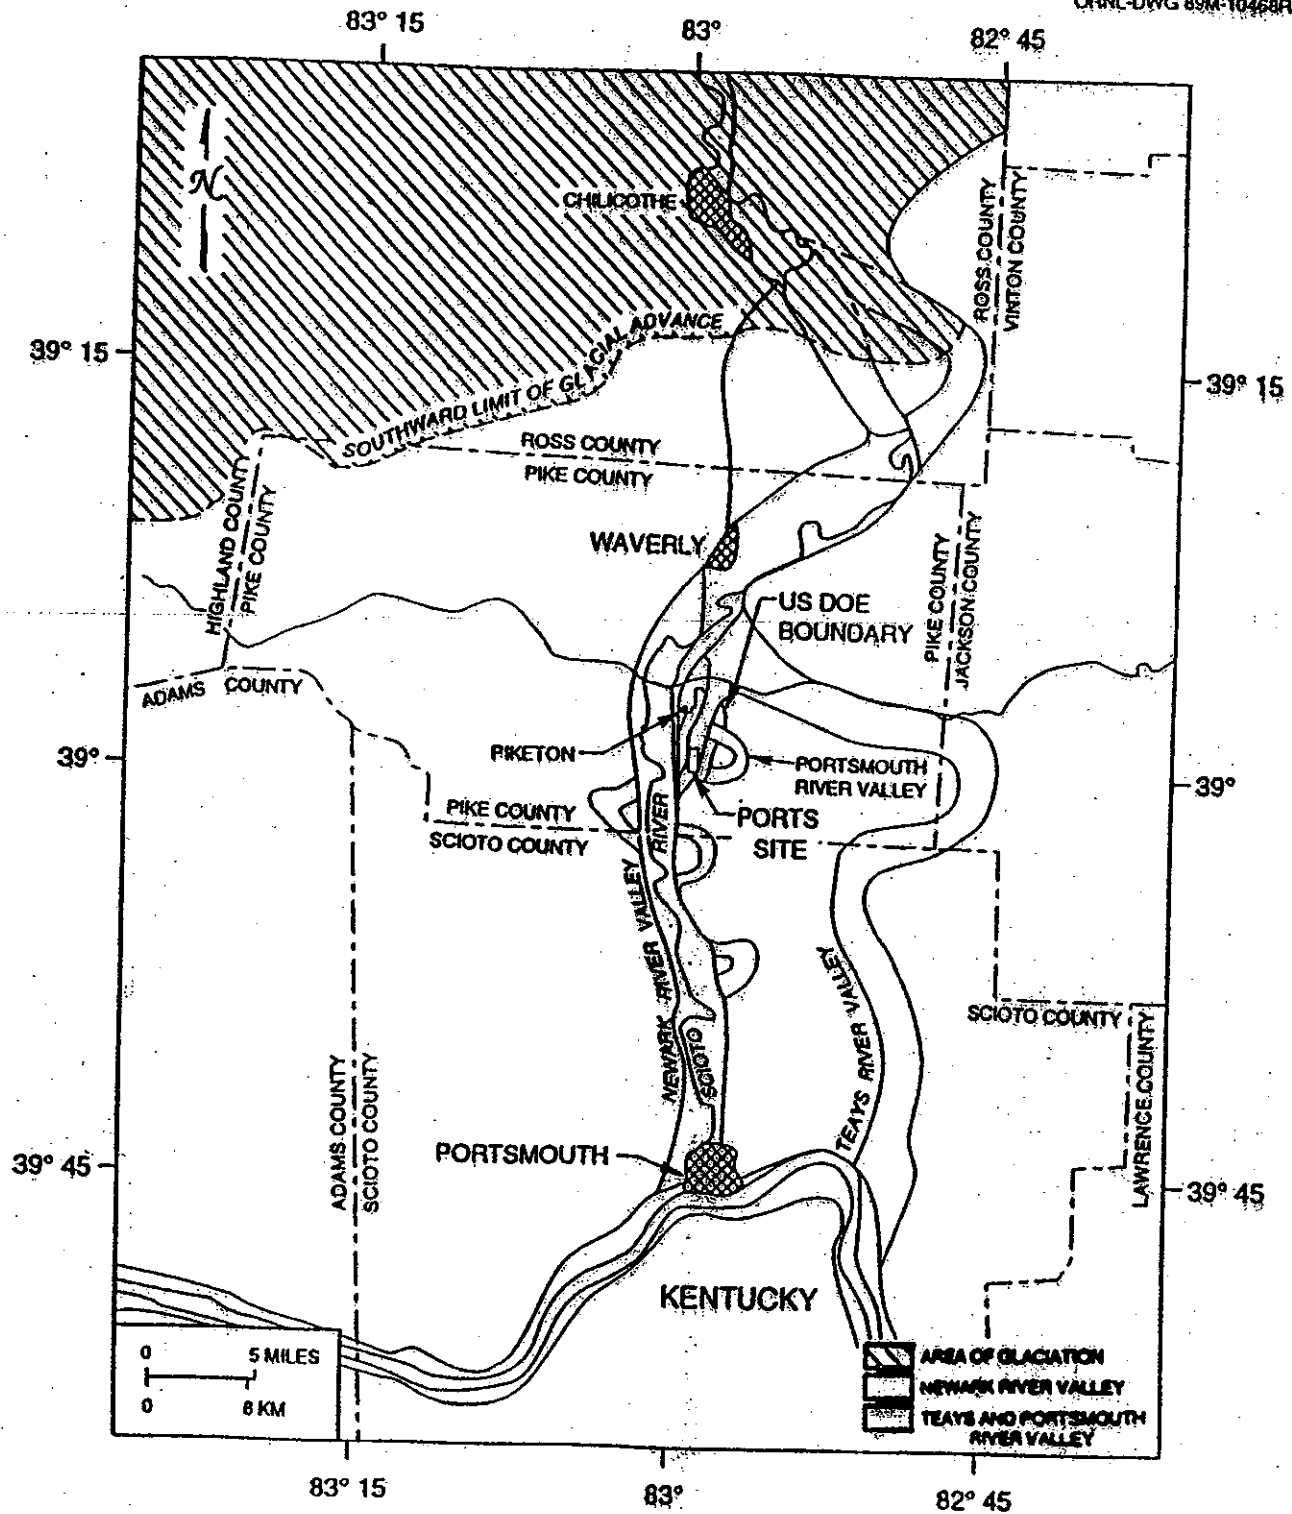 ORNL-DWG 89M-10468R
83° 15
83°
82° 45
N
CHILICOTHE
ROSS COUNTY
VINTON COUNTY
39° 15
SOUTHWARD LIMIT OF GLACIAL ADVANCE
39° 15
ROSS COUNTY
PIKE COUNTY
HIGHLAND COUNTY
PIKE COUNTY
WAVERLY
US DOE
BOUNDARY
PIKE COUNTY
JACKSON COUNTY
ADAMS COUNTY
39°
PIKETON
PORTSMOUTH
RIVER VALLEY
39°
PIKE COUNTY
SCIOTO COUNTY
RIVER
PORTS
SITE
NEWARK RIVER VALLEY
SCIOTO
TEAYS RIVER VALLEY
SCIOTO COUNTY
LAWRENCE COUNTY
ADAMS COUNTY
SCIOTO COUNTY
39° 45
PORTSMOUTH
39° 45
KENTUCKY
0 5 MILES
0 8 KM
AREA OF GLACIATION
NEWARK RIVER VALLEY
TEAYS AND PORTSMOUTH
RIVER VALLEY
83° 15
83°
82° 45